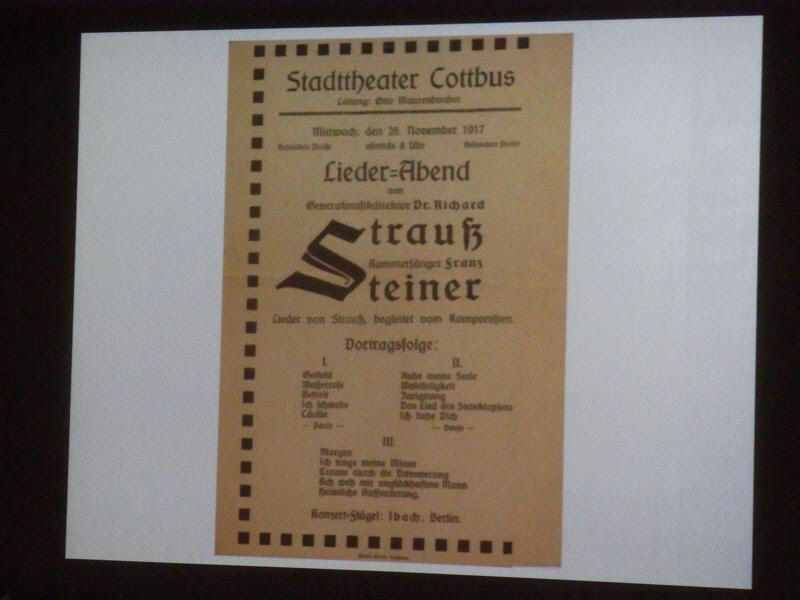 Stadttheater Cottbus
Leitung: Otto Maurenbrecher
Mittwoch, den 28. November 1917
Besondere Preise abends 8 Uhr Besondere Preise
Lieder=Abend
von
Generalmusikdirektor Dr. Richard
Strauß
Kammersänger Franz
Steiner
Lieder von Strauß, begleitet vom Komponisten.
Vortragsfolge:
I.
Geduld
Wasserrose
Befreit
Ich schwebe
Cäcilie
— Pause —
II.
Ruhe meine Seele
Waldseligkeit
Zueignung
Das Lied des Steinklopfers
Ich liebe Dich
— Pause —
III.
Morgen
Ich trage meine Minne
Traum durch die Dämmerung
Ach weh mir unglückhaftem Mann
Heimliche Aufforderung.
Konzert=Flügel: Ibach, Berlin.